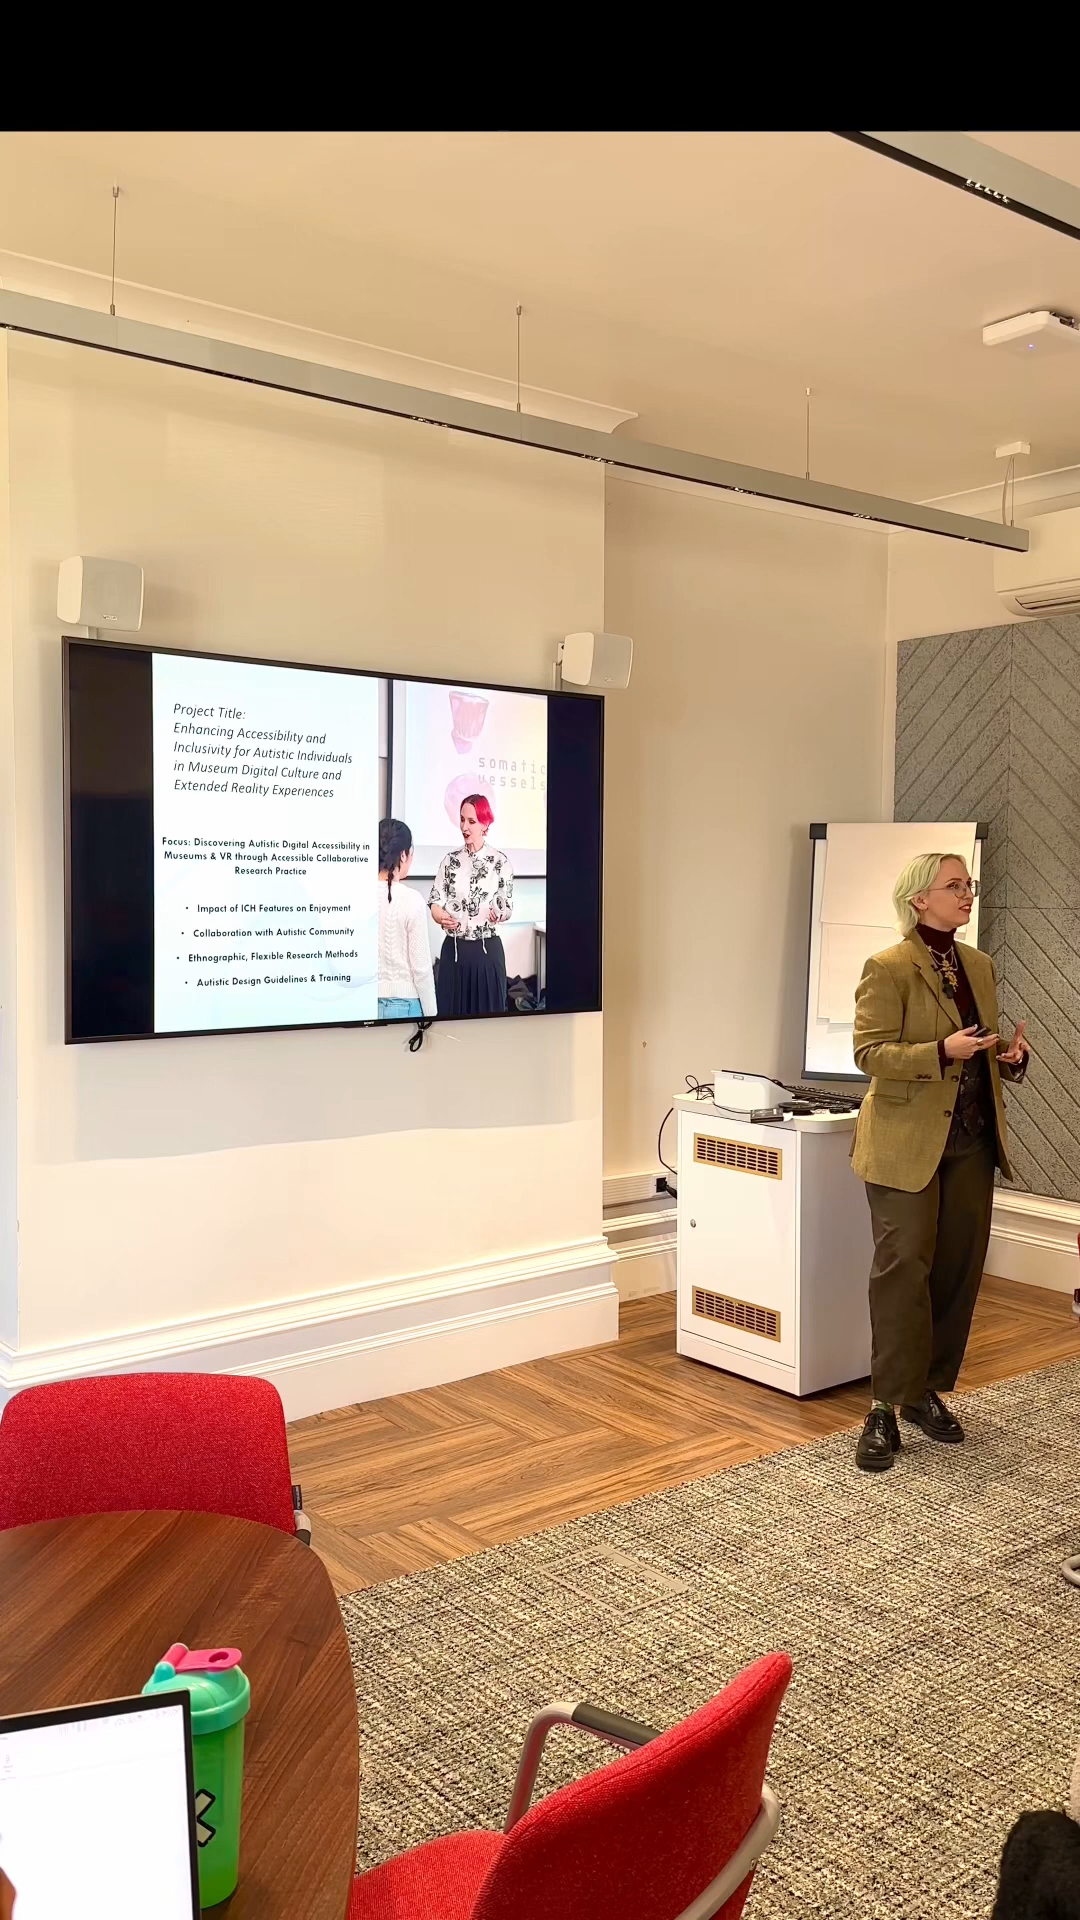 Project Title:
Enhancing Accessibility and
Inclusivity for Autistic Individuals
in Museum Digital Culture and
Extended Reality Experiences
Focus: Discovering Autistic Digital Accessibility in
Museums & VR through Accessible Collaborative
Research Practice
• Impact of ICH Features on Enjoyment
• Collaboration with Autistic Community
• Ethnographic, Flexible Research Methods
• Autistic Design Guidelines & Training
somatic
vessels
SONY